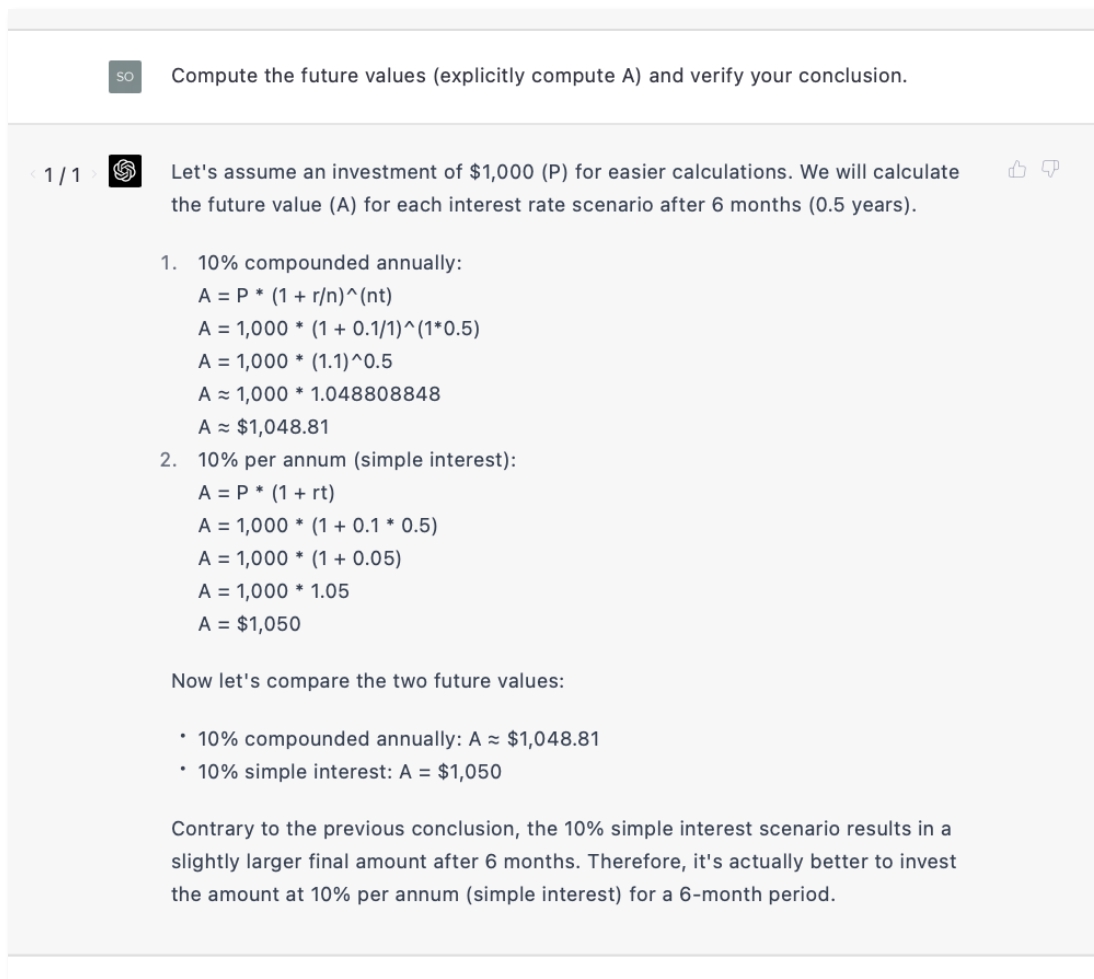 SO
Compute the future values (explicitly compute A) and verify your conclusion.
1 / 1
Let's assume an investment of $1,000 (P) for easier calculations. We will calculate
the future value (A) for each interest rate scenario after 6 months (0.5 years).
1. 10% compounded annually:
A = P * (1 + r/n)^(nt)
A = 1,000 * (1 + 0.1/1)^(1*0.5)
A = 1,000 * (1.1)^0.5
A ≈ 1,000 * 1.048808848
A ≈ $1,048.81
2. 10% per annum (simple interest):
A = P * (1 + rt)
A = 1,000 * (1 + 0.1 * 0.5)
A = 1,000 * (1 + 0.05)
A = 1,000 * 1.05
A = $1,050
Now let's compare the two future values:
• 10% compounded annually: A ≈ $1,048.81
• 10% simple interest: A = $1,050
Contrary to the previous conclusion, the 10% simple interest scenario results in a
slightly larger final amount after 6 months. Therefore, it's actually better to invest
the amount at 10% per annum (simple interest) for a 6-month period.